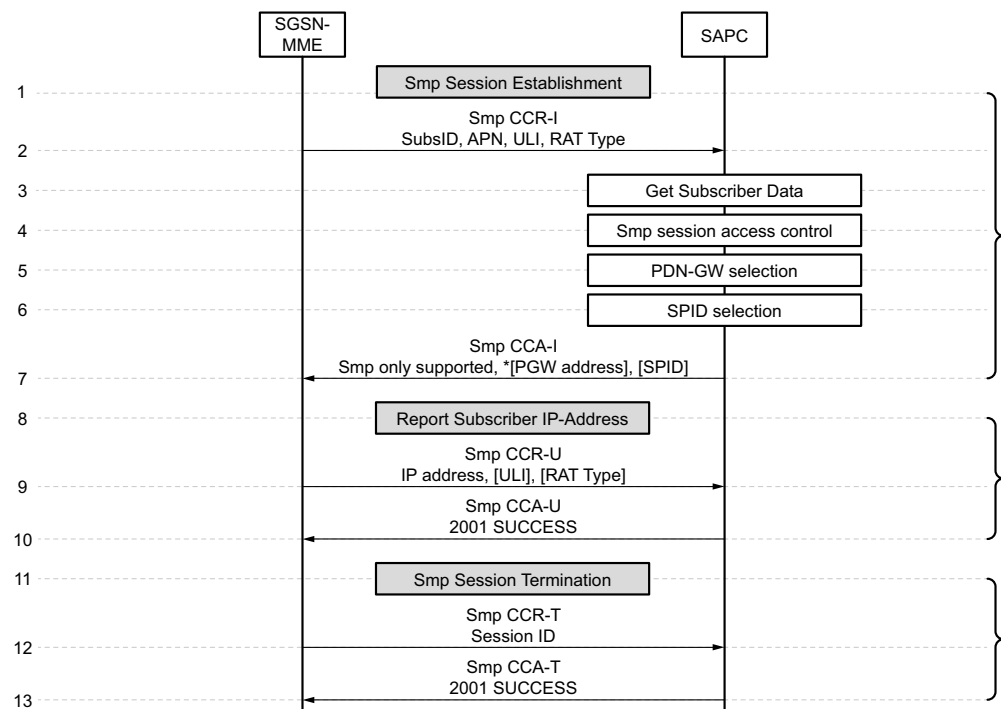 SGSN-
MME
SAPC
1
Smp Session Establishment
Smp CCR-I
SubsID, APN, ULI, RAT Type
2
3
Get Subscriber Data
4
Smp session access control
5
PDN-GW selection
6
SPID selection
Smp CCA-I
Smp only supported, *[PGW address], [SPID]
7
8
Report Subscriber IP-Address
Smp CCR-U
IP address, [ULI], [RAT Type]
9
Smp CCA-U
2001 SUCCESS
10
11
Smp Session Termination
Smp CCR-T
Session ID
12
Smp CCA-T
2001 SUCCESS
13